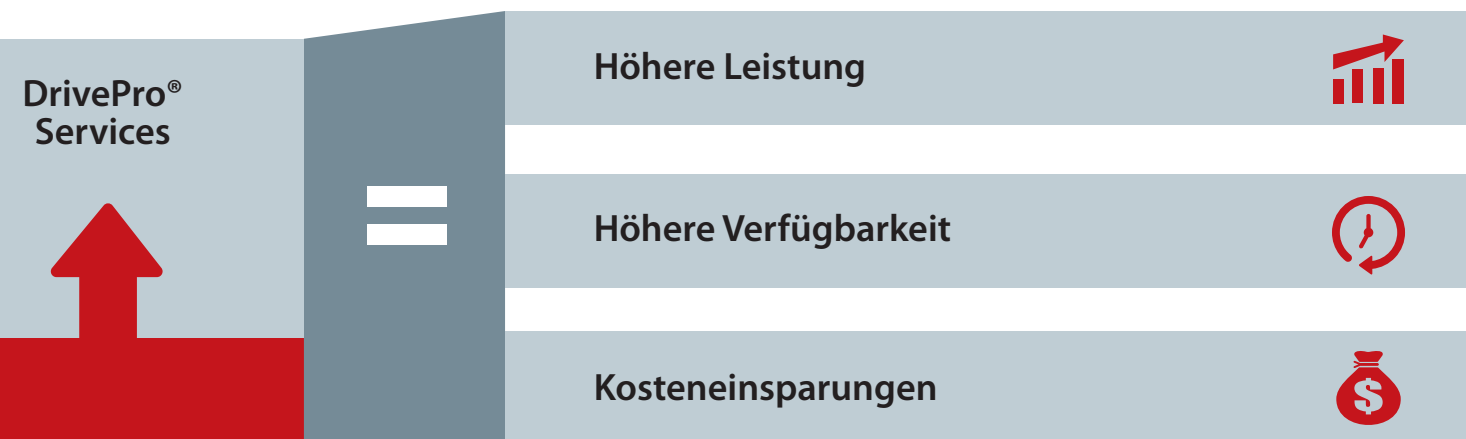 DrivePro®
Services
Höhere Leistung
Höhere Verfügbarkeit
Kosteneinsparungen
$